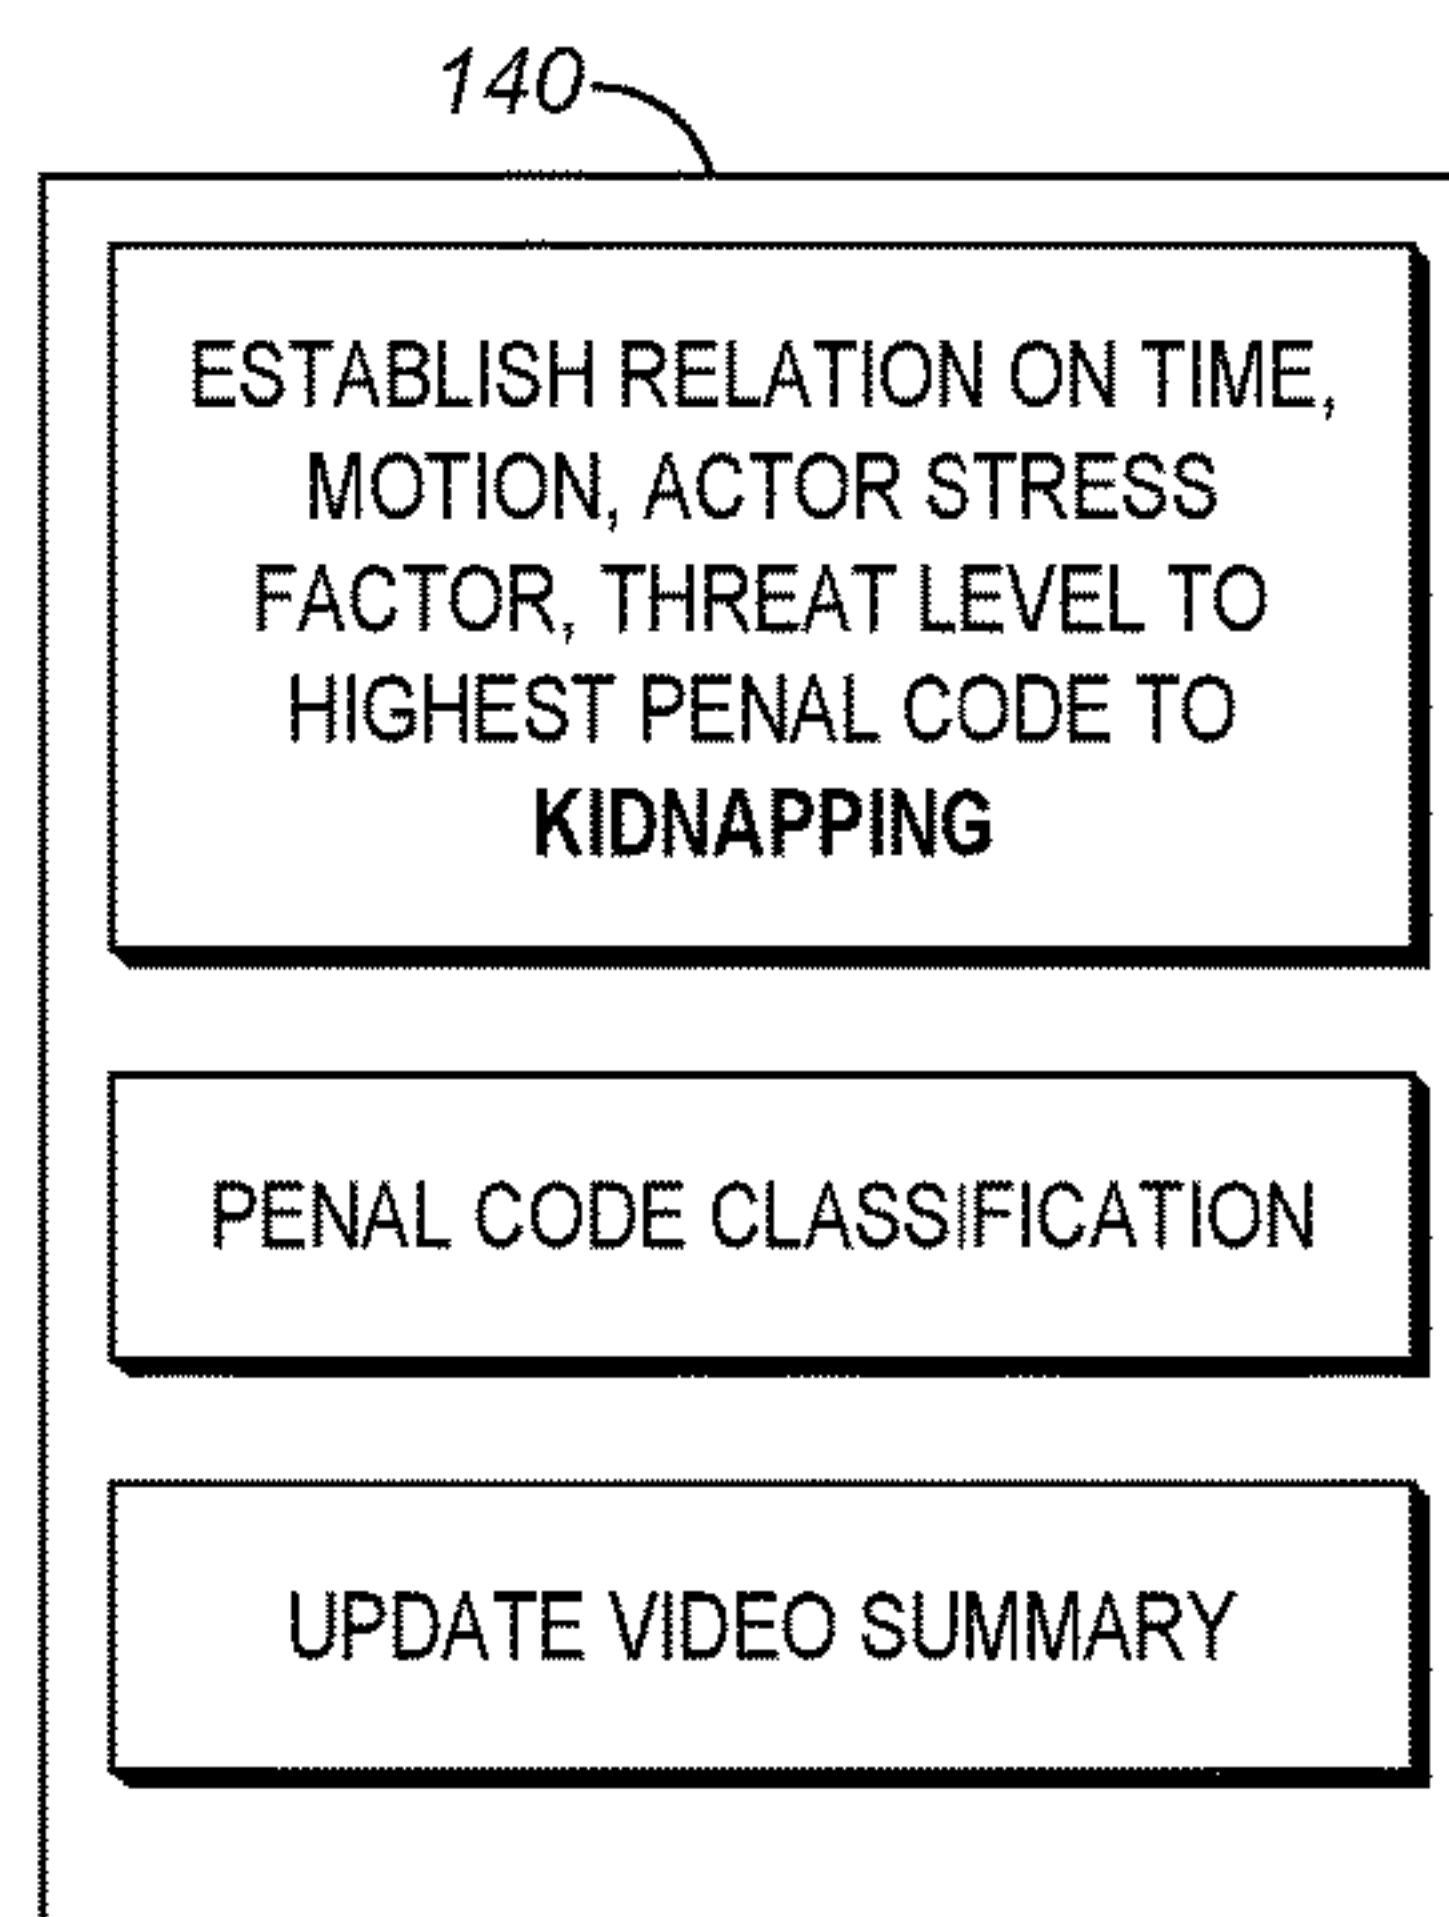 140
ESTABLISH RELATION ON TIME,
MOTION, ACTOR STRESS
FACTOR, THREAT LEVEL TO
HIGHEST PENAL CODE TO
KIDNAPPING
PENAL CODE CLASSIFICATION
UPDATE VIDEO SUMMARY